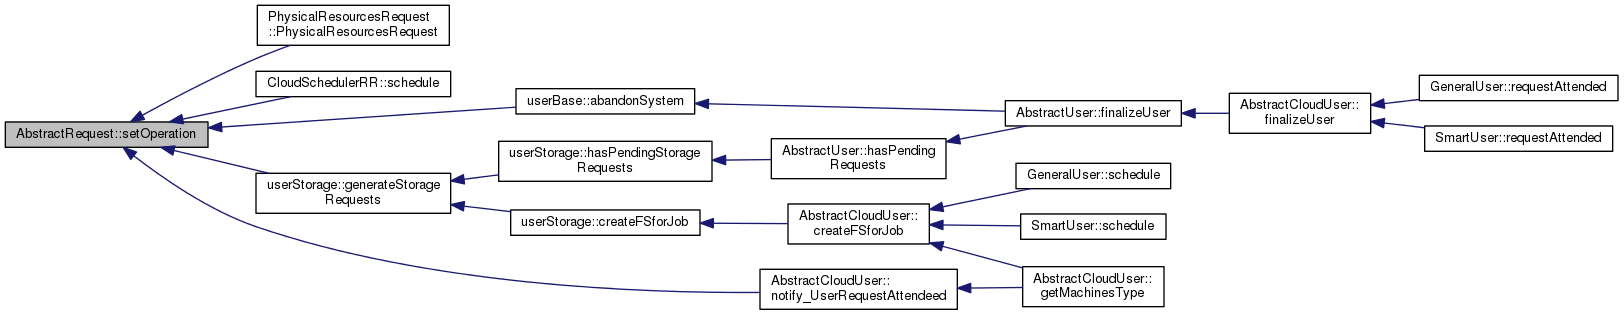 PhysicalResourcesRequest
::PhysicalResourcesRequest
CloudSchedulerRR::schedule
AbstractRequest::setOperation
userBase::abandonSystem
userStorage::generateStorage
Requests
userStorage::hasPendingStorage
Requests
userStorage::createFSforJob
AbstractCloudUser::
notify_UserRequestAttendeed
AbstractUser::hasPending
Requests
AbstractCloudUser::
createFSforJob
AbstractUser::finalizeUser
GeneralUser::schedule
SmartUser::schedule
AbstractCloudUser::
getMachinesType
AbstractCloudUser::
finalizeUser
GeneralUser::requestAttended
SmartUser::requestAttended